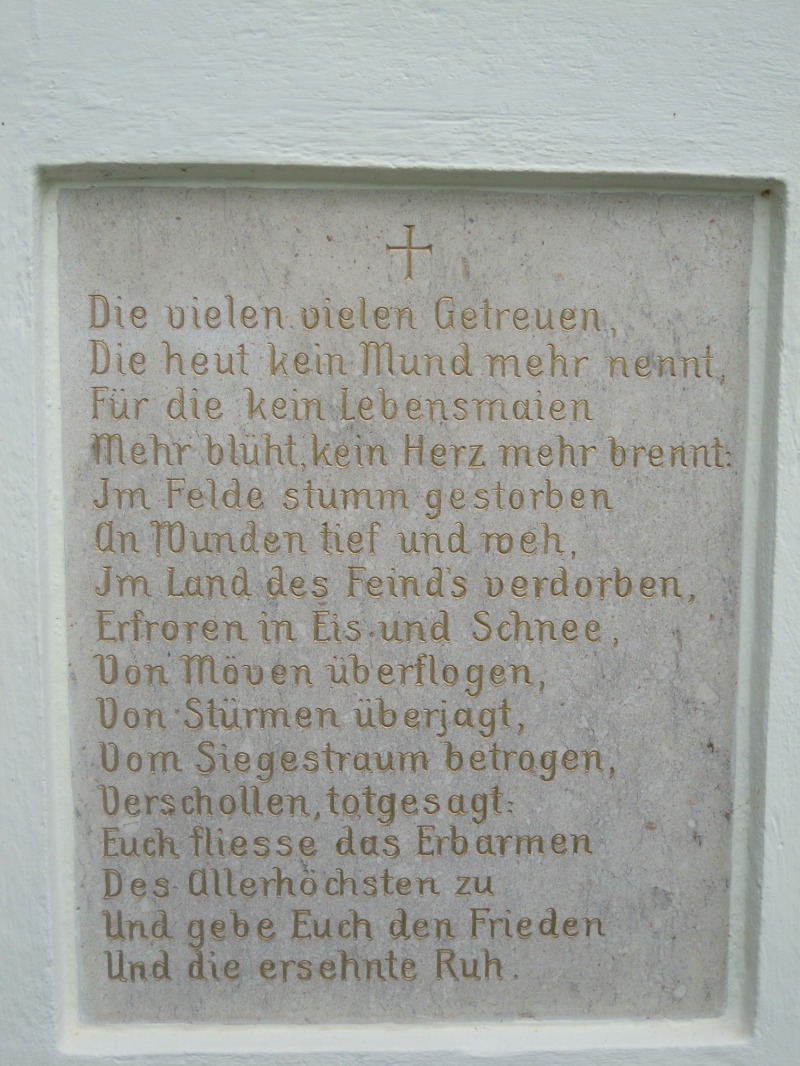 Die vielen vielen Getreuen,
Die heut kein Mund mehr nennt,
Für die kein Lebensmaien
Mehr blüht, kein Herz mehr brennt:
Jm Felde stumm gestorben
An Wunden tief und weh,
Jm Land des Feind's verdorben,
Erfroren in Eis und Schnee,
Von Möven überflogen,
Von Stürmen überjagt,
Vom Siegestraum betrogen,
Verschollen, totgesagt:
Euch fliesse das Erbarmen
Des Allerhöchsten zu
Und gebe Euch den Frieden
Und die ersehnte Ruh.